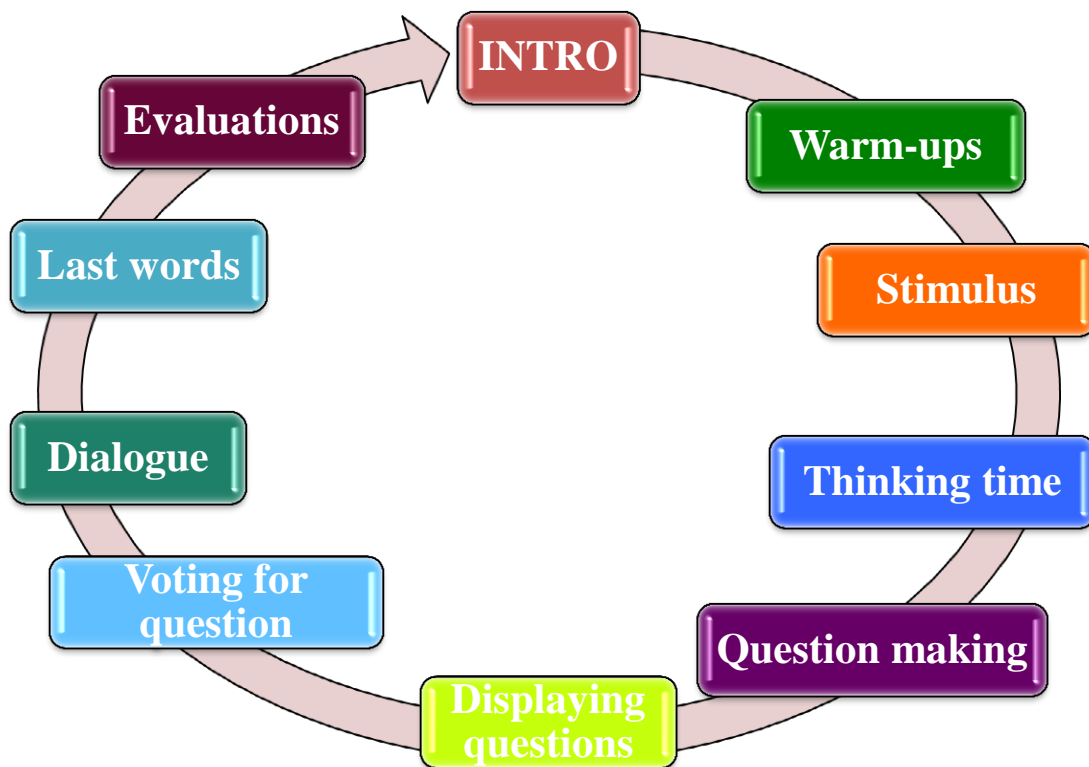 INTRO
Warm-ups
Stimulus
Thinking time
Question making
Displaying
questions
Voting for
question
Dialogue
Last words
Evaluations